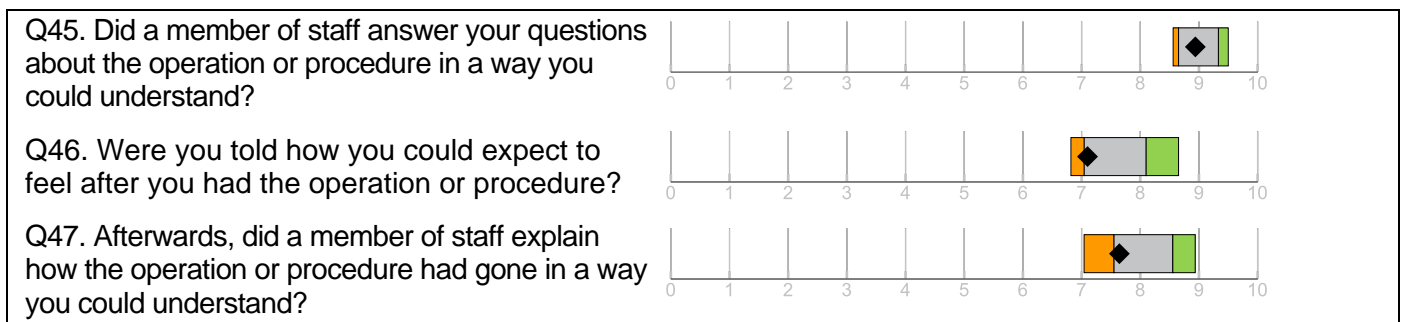 Q45. Did a member of staff answer your questions
about the operation or procedure in a way you
could understand?
0 1 2 3 4 5 6 7 8 9 10
Q46. Were you told how you could expect to
feel after you had the operation or procedure?
0 1 2 3 4 5 6 7 8 9 10
Q47. Afterwards, did a member of staff explain
how the operation or procedure had gone in a way
you could understand?
0 1 2 3 4 5 6 7 8 9 10